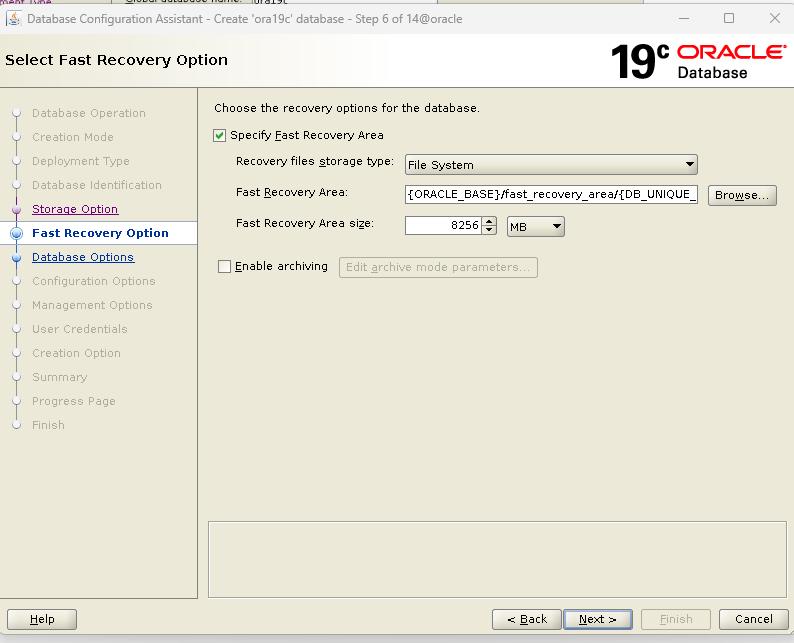 Database Configuration Assistant - Create 'ora19c' database - Step 6 of 14@oracle
Select Fast Recovery Option
19c ORACLE
Database
Database Operation
Creation Mode
Deployment Type
Database Identification
Storage Option
Fast Recovery Option
Database Options
Configuration Options
Management Options
User Credentials
Creation Option
Summary
Progress Page
Finish
Choose the recovery options for the database.
Specify Fast Recovery Area
Recovery files storage type: File System
Fast Recovery Area: {ORACLE_BASE}/fast_recovery_area/{DB_UNIQUE_ Browse...
Fast Recovery Area size: 8256 MB
Enable archiving Edit archive mode parameters...
Help < Back Next > Finish Cancel